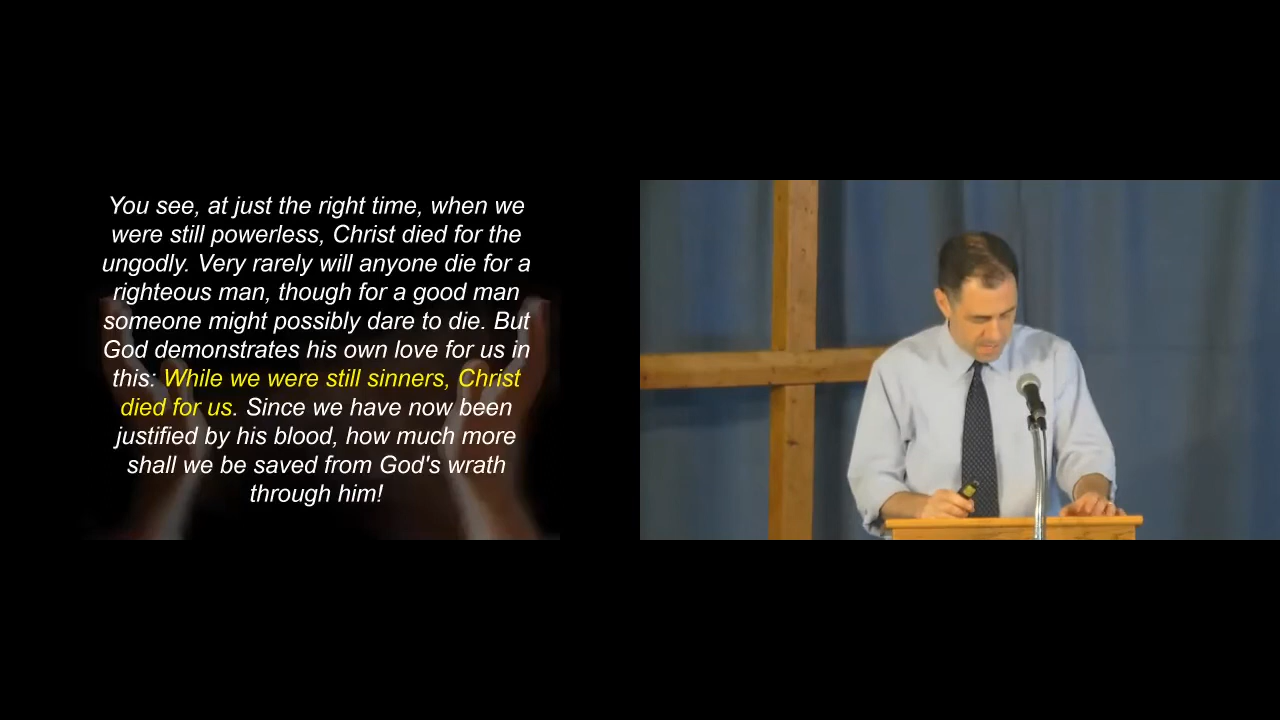 You see, at just the right time, when we
were still powerless, Christ died for the
ungodly. Very rarely will anyone die for a
righteous man, though for a good man
someone might possibly dare to die. But
God demonstrates his own love for us in
this: While we were still sinners, Christ
died for us. Since we have now been
justified by his blood, how much more
shall we be saved from God's wrath
through him!